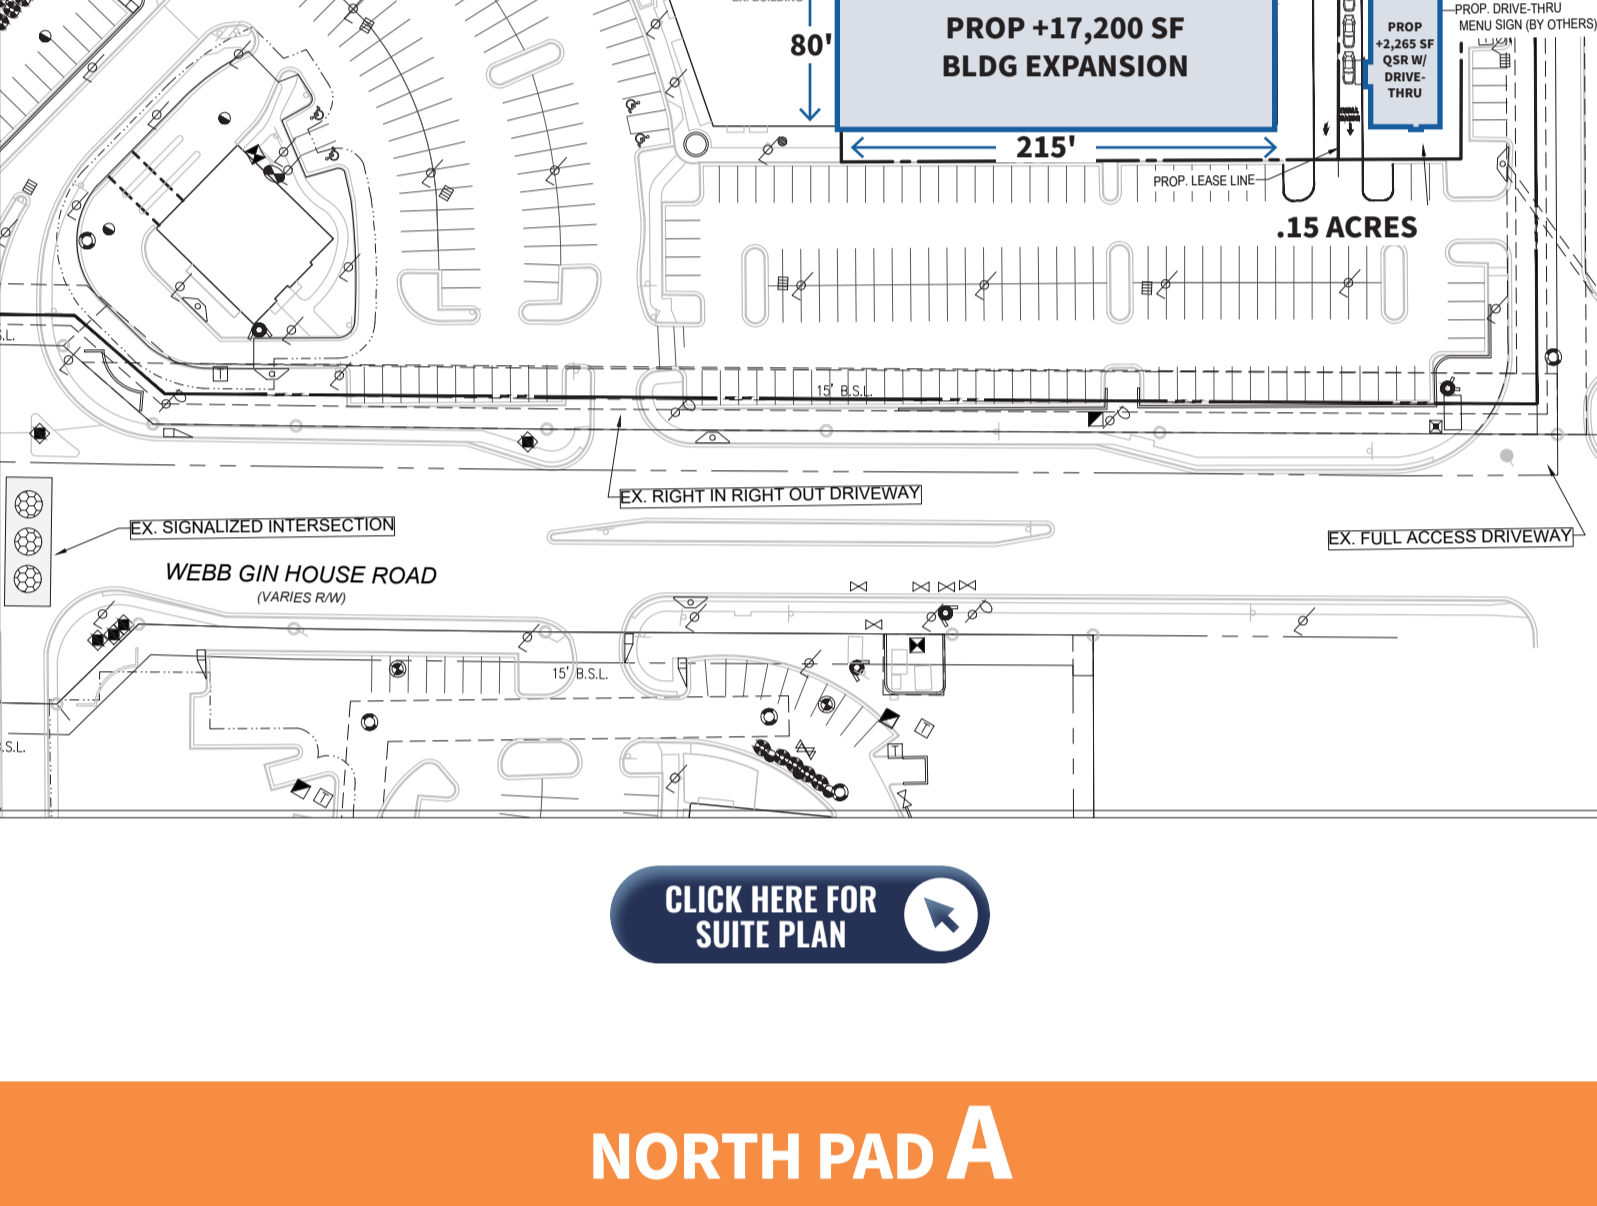 PROP. DRIVE-THRU
MENU SIGN (BY OTHERS)
PROP +17,200 SF
BLDG EXPANSION
80'
PROP
+2,265 SF
QSR W/
DRIVE-
THRU
215'
PROP. LEASE LINE
.15 ACRES
S.L.
15' B.S.L.
T
EX. RIGHT IN RIGHT OUT DRIVEWAY
EX. SIGNALIZED INTERSECTION
EX. FULL ACCESS DRIVEWAY
WEBB GIN HOUSE ROAD
(VARIES R/W)
15' B.S.L.
T
.S.L.
T
T
CLICK HERE FOR
SUITE PLAN
NORTH PAD A